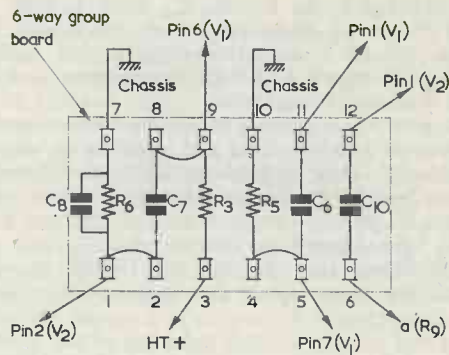 6-way group
board
Pin6(V1)
Pin1(V1)
Chassis
Chassis
Pin1(V2)
7 8 9 10 11 12
C8 R6 C7 R3 R5 C6 C10
1 2 3 4 5 6
Pin2(V2)
HT+
Pin7(V1)
a(R9)